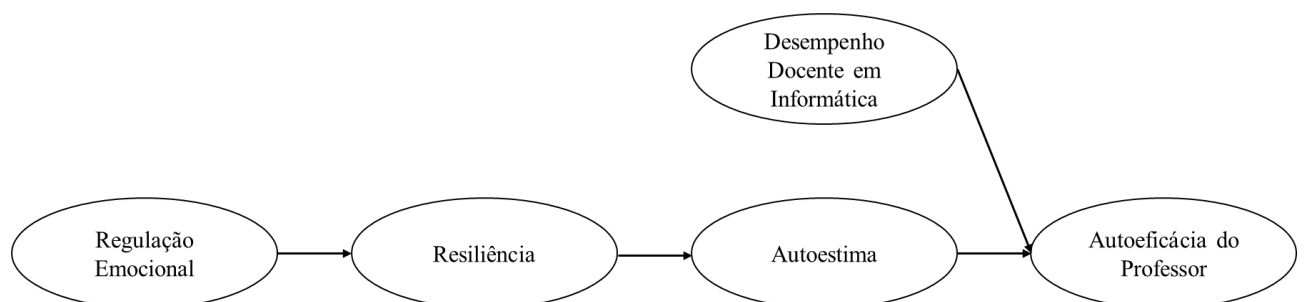 Desempenho
Docente em
Informática
Regulação
Emocional
Resiliência
Autoestima
Autoeficácia do
Professor